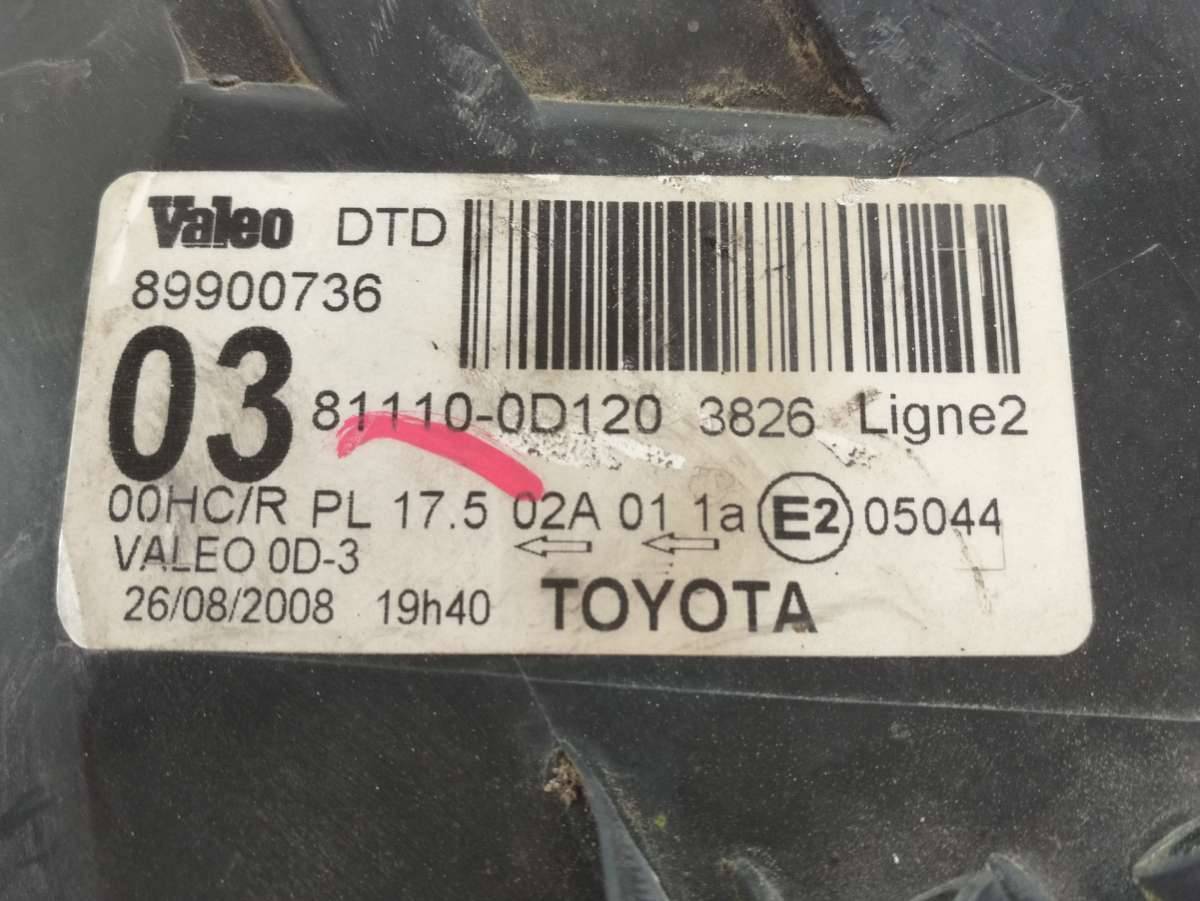 Valeo DTD
89900736
03 81110-0D120 3826 Ligne2
00HC/R PL 17.5 02A 01 1a E2 05044
VALEO 0D-3
26/08/2008 19h40 TOYOTA